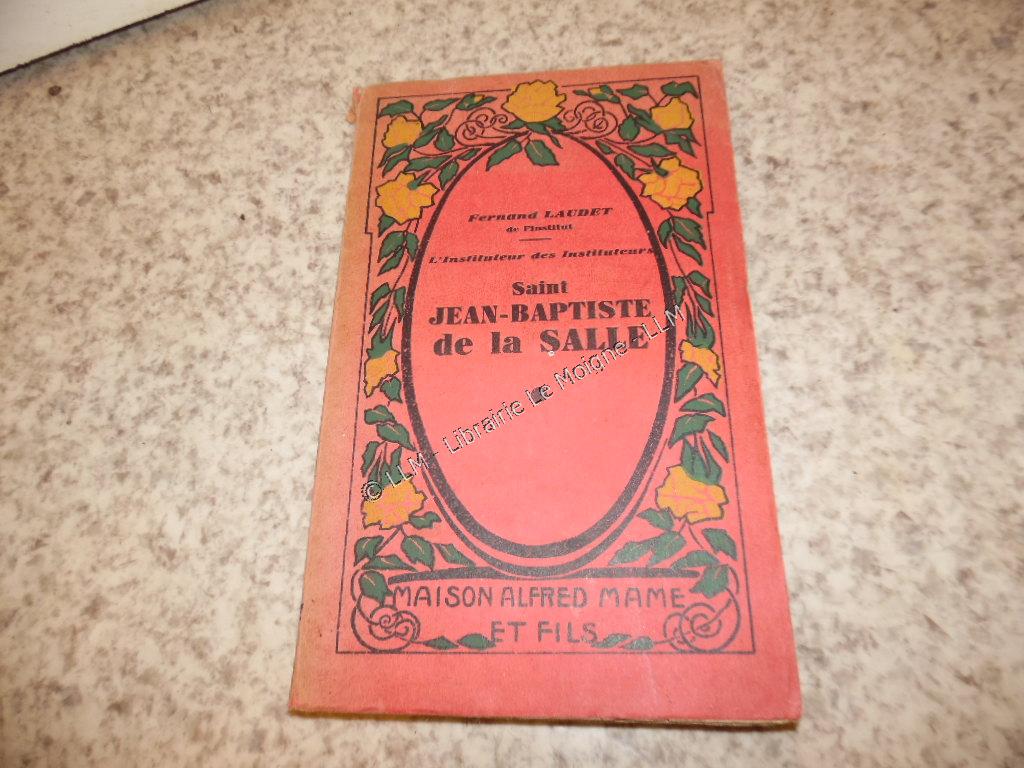 Fernand LAUDET
de l'institut
L'Instituteur des Instituteurs
Saint
JEAN-BAPTISTE
de la SALLE
© LLM - Librairie Le Moigne - LLM
MAISON ALFRED MAME
ET FILS